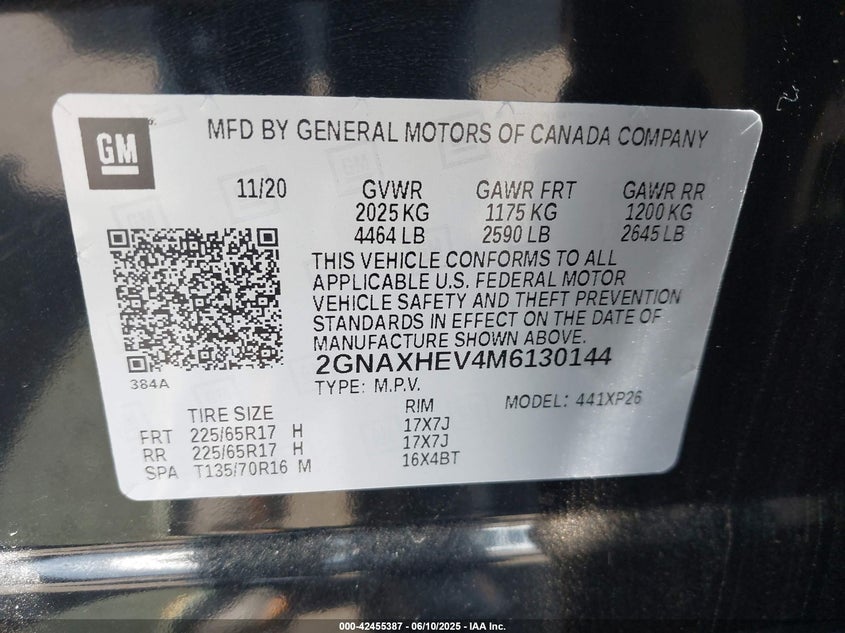 GM
MFD BY GENERAL MOTORS OF CANADA COMPANY
11/20 GVWR GAWR FRT GAWR RR
2025 KG 1175 KG 1200 KG
4464 LB 2590 LB 2645 LB
THIS VEHICLE CONFORMS TO ALL
APPLICABLE U.S. FEDERAL MOTOR
VEHICLE SAFETY AND THEFT PREVENTION
STANDARDS IN EFFECT ON THE DATE OF
MANUFACTURE SHOWN ABOVE.
2GNAXHEV4M6130144
384A
TYPE: M.P.V.
MODEL: 441XP26
TIRE SIZE RIM
FRT 225/65R17 H 17X7J
RR 225/65R17 H 17X7J
SPA T135/70R16 M 16X4BT
000-42455387 - 06/10/2025 - IAA Inc.